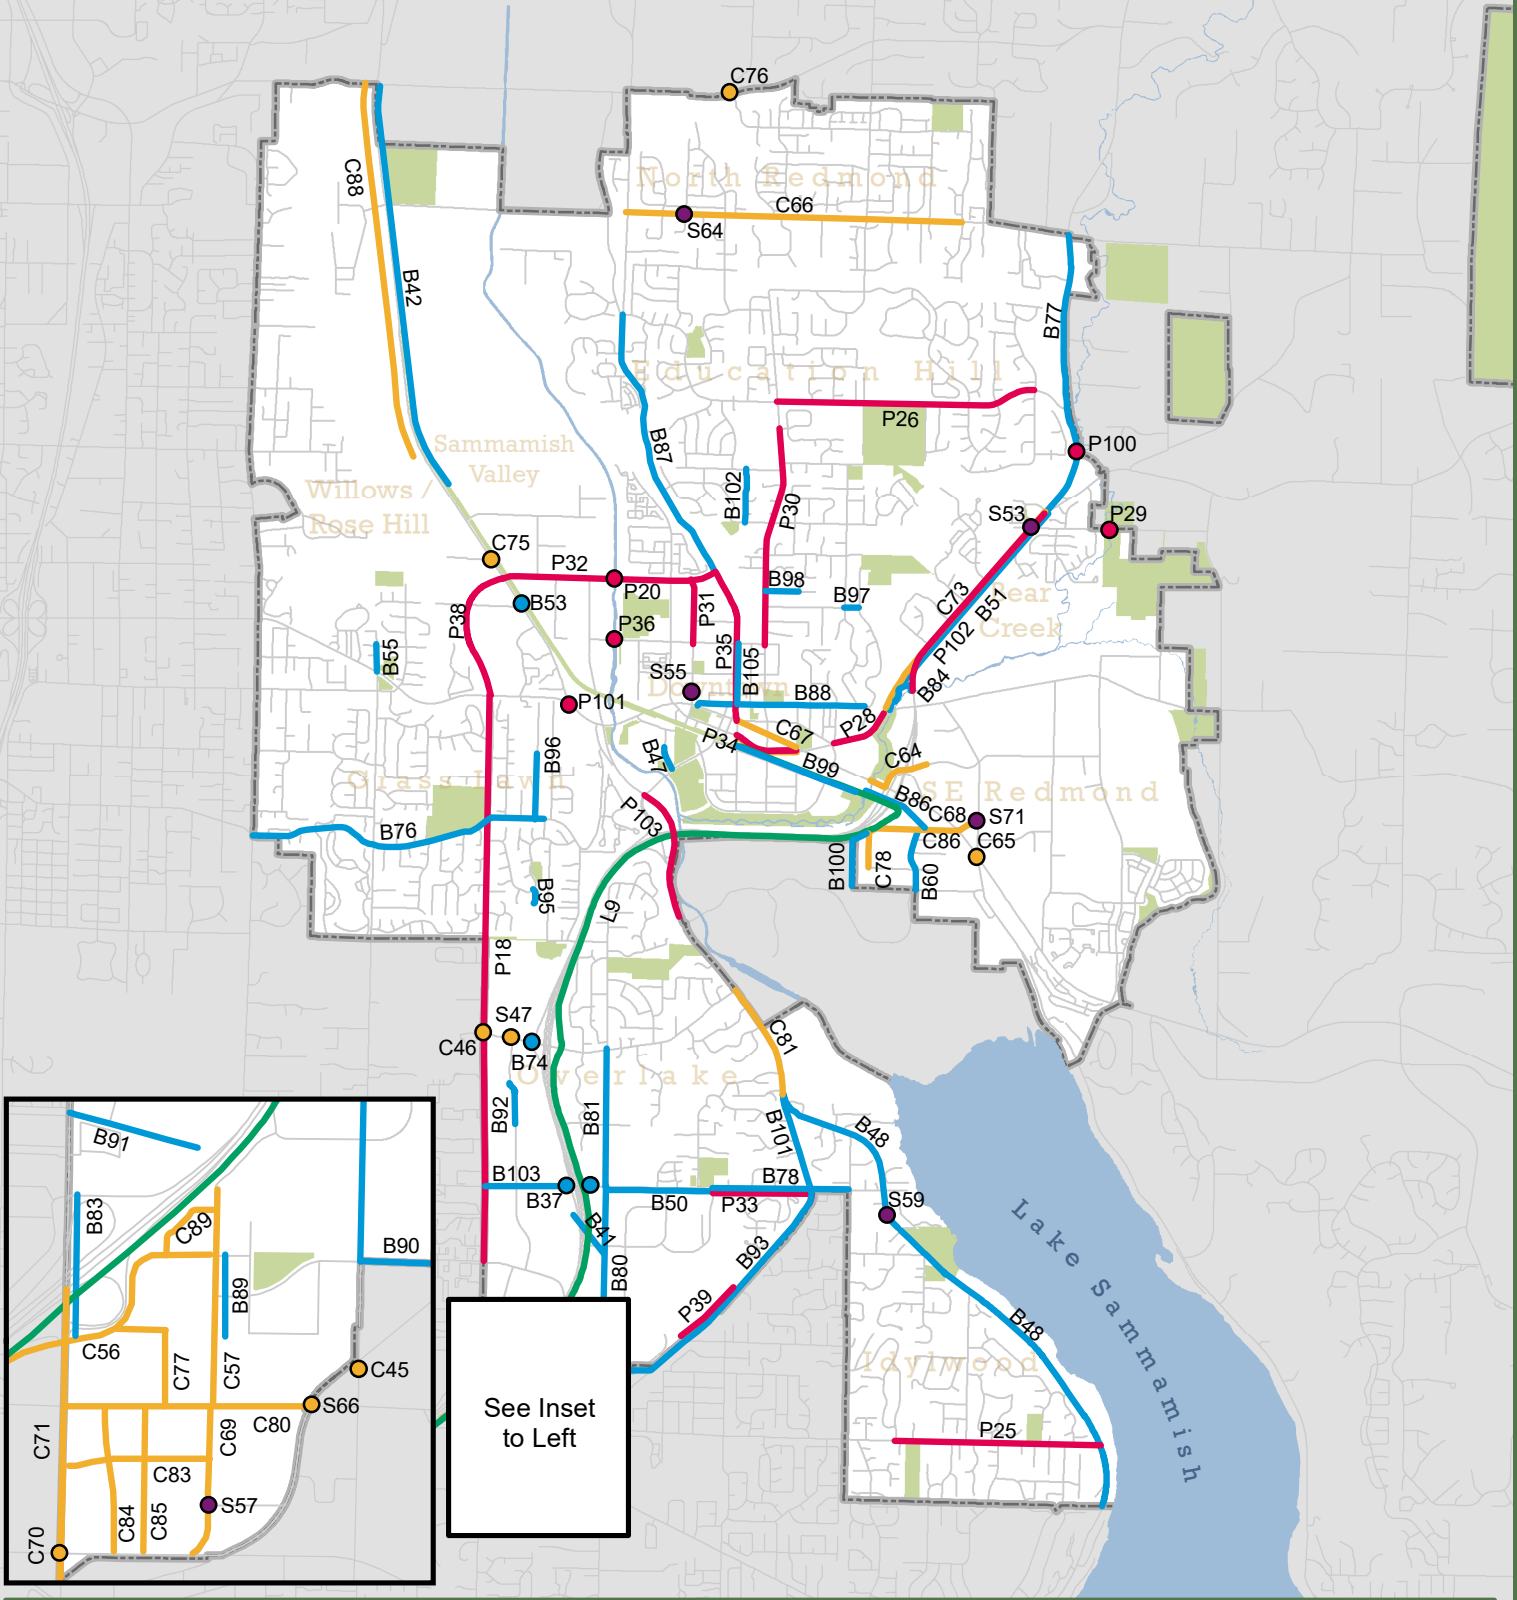 C76
C88
North Redmond
C66
S64
B42
B77
Education Hill
P26
B87
Sammamish
Valley
P100
Willows /
Rose Hill
B102
P30
S53
P29
C75
P32
P20
B98
B97
B53
P31
C73
B51
Bear
Creek
P38
P36
P35
B105
P102
B55
S55
Downtown
B88
B84
P101
P28
C67
P34
B47
B96
B99
C64
Grass Lawn
B86
SE Redmond
P103
C68
S71
B76
C86
C65
B100
C78
B60
B95
L9
P18
S47
C46
B74
C81
Overlake
B92
B81
B101
B48
B103
B78
B37
B50
P33
S59
B41
B93
B80
Lake Sammamish
P39
B48
Idylwood
P25
See Inset
to Left
B91
B83
C89
B90
B89
C56
C77
C57
C45
S66
C80
C69
C71
C83
S57
C84
C85
C70